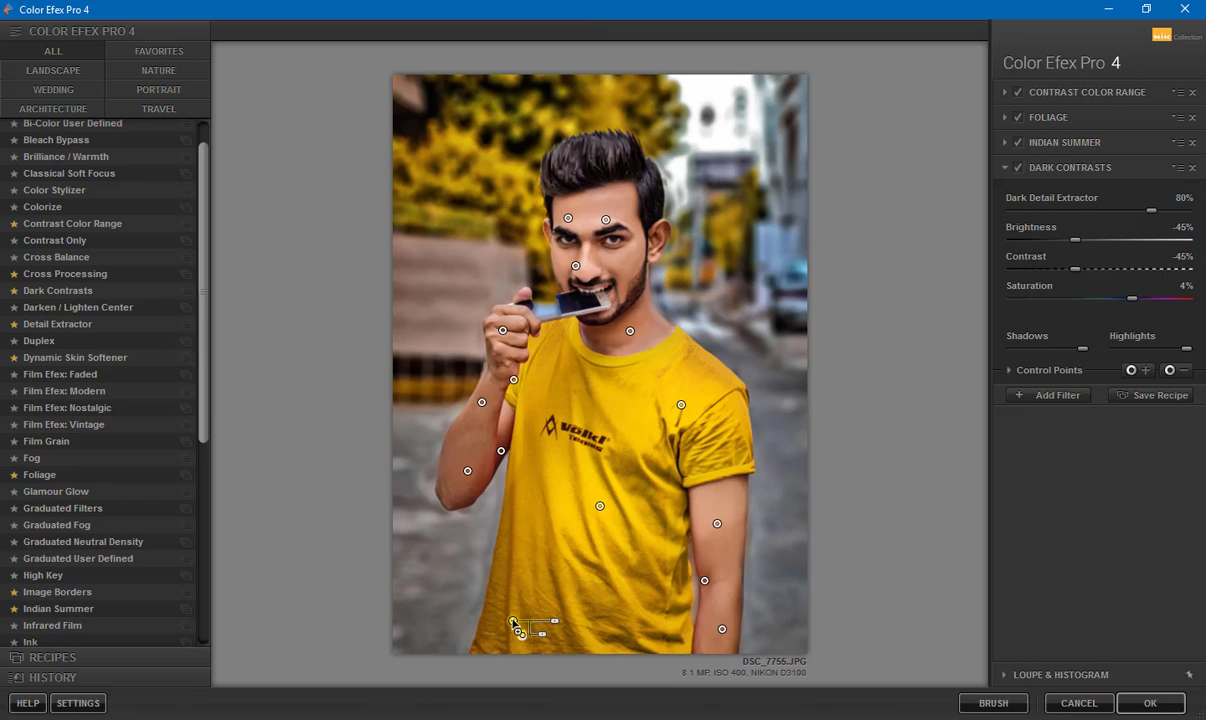 Color Efex Pro 4
COLOR EFEX PRO 4
ALL
FAVORITES
LANDSCAPE
NATURE
WEDDING
PORTRAIT
ARCHITECTURE
TRAVEL
Bi-Color User Defined
Bleach Bypass
Brilliance / Warmth
Classical Soft Focus
Color Stylizer
Colorize
Contrast Color Range
Contrast Only
Cross Balance
Cross Processing
Dark Contrasts
Darken / Lighten Center
Detail Extractor
Duplex
Dynamic Skin Softener
Film Efex: Faded
Film Efex: Modern
Film Efex: Nostalgic
Film Efex: Vintage
Film Grain
Fog
Foliage
Glamour Glow
Graduated Filters
Graduated Fog
Graduated Neutral Density
Graduated User Defined
High Key
Image Borders
Indian Summer
Infrared Film
Ink
RECIPES
HISTORY
HELP
SETTINGS
Völkl
DSC_7755.JPG
8.1 MP, ISO 400, NIKON D3100
Nik Collection
Color Efex Pro 4
CONTRAST COLOR RANGE
FOLIAGE
INDIAN SUMMER
DARK CONTRASTS
Dark Detail Extractor 80%
Brightness -45%
Contrast -45%
Saturation 4%
Shadows Highlights
Control Points
Add Filter Save Recipe
LOUPE & HISTOGRAM
BRUSH CANCEL OK